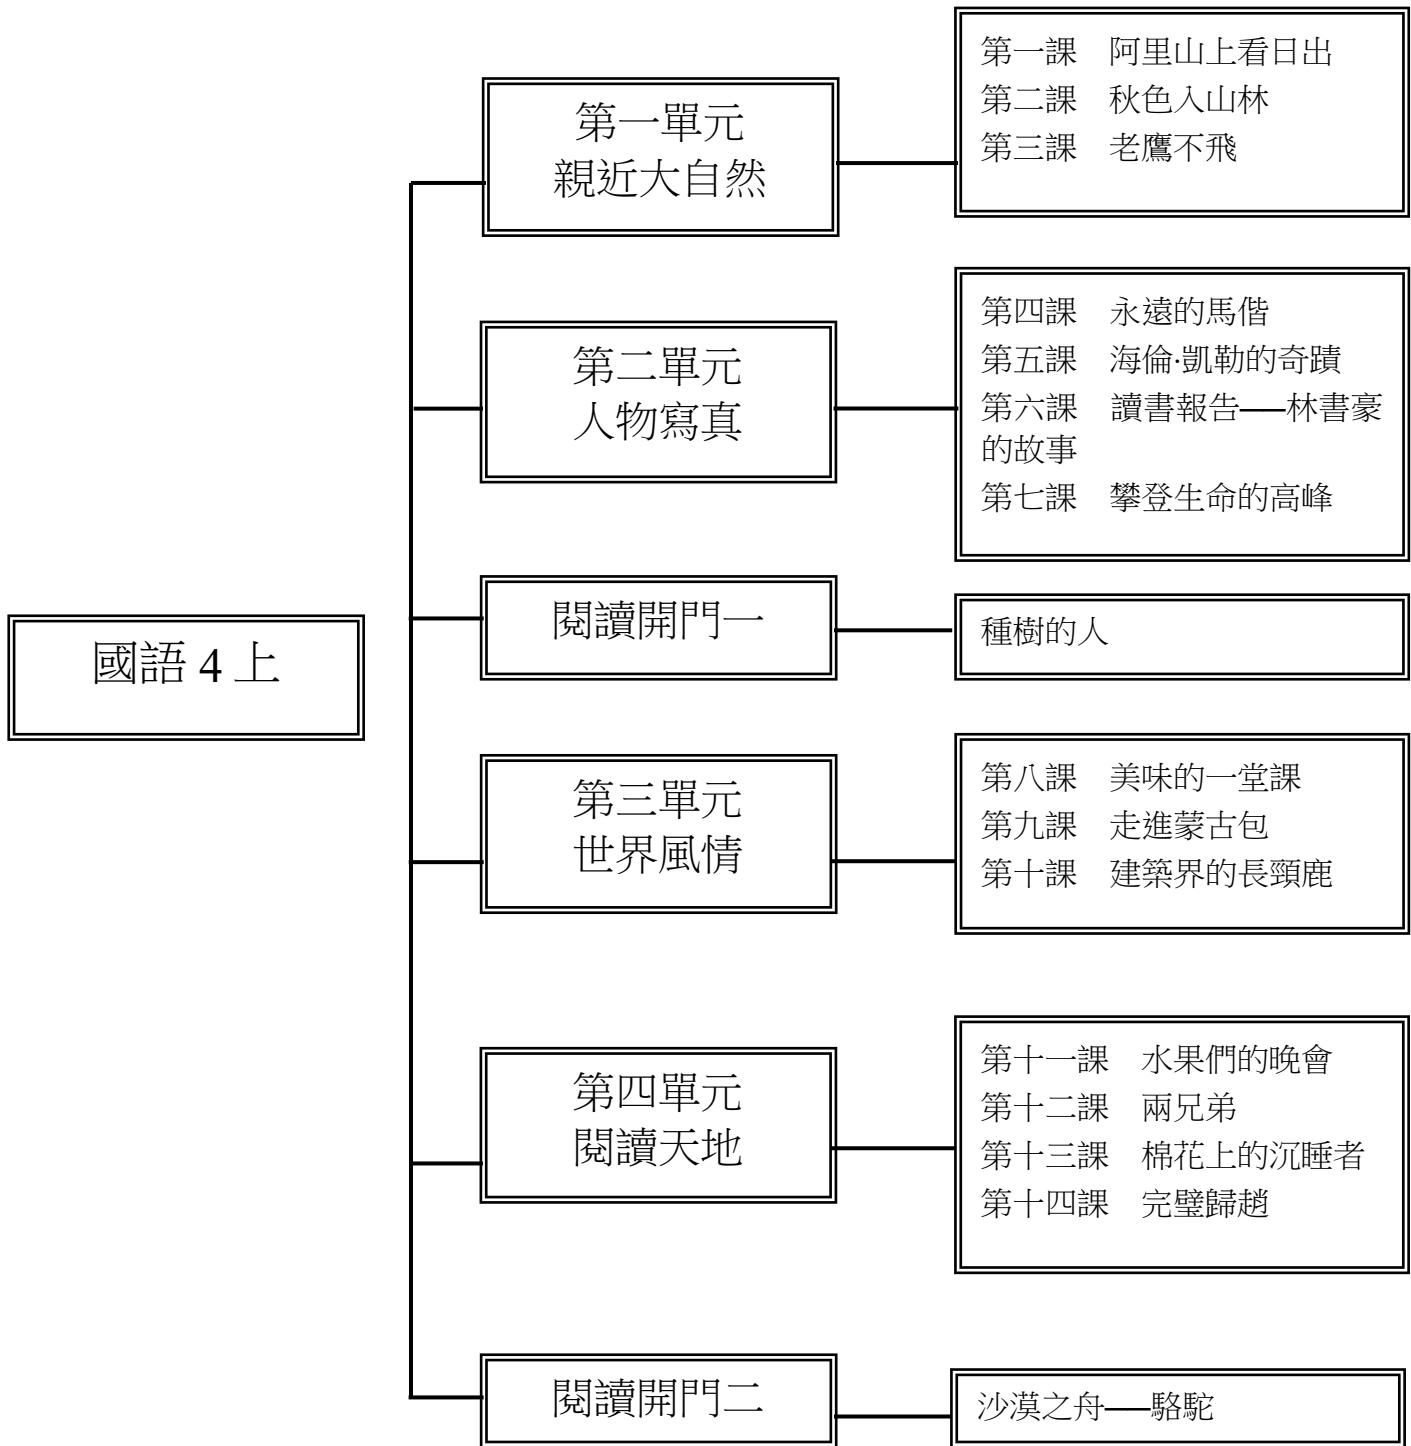 國語 4 上
第一單元
親近大自然
第一課　阿里山上看日出
第二課　秋色入山林
第三課　老鷹不飛
第二單元
人物寫真
第四課　永遠的馬偕
第五課　海倫·凱勒的奇蹟
第六課　讀書報告──林書豪
的故事
第七課　攀登生命的高峰
閱讀開門一
種樹的人
第三單元
世界風情
第八課　美味的一堂課
第九課　走進蒙古包
第十課　建築界的長頸鹿
第四單元
閱讀天地
第十一課　水果們的晚會
第十二課　兩兄弟
第十三課　棉花上的沉睡者
第十四課　完璧歸趙
閱讀開門二
沙漠之舟──駱駝